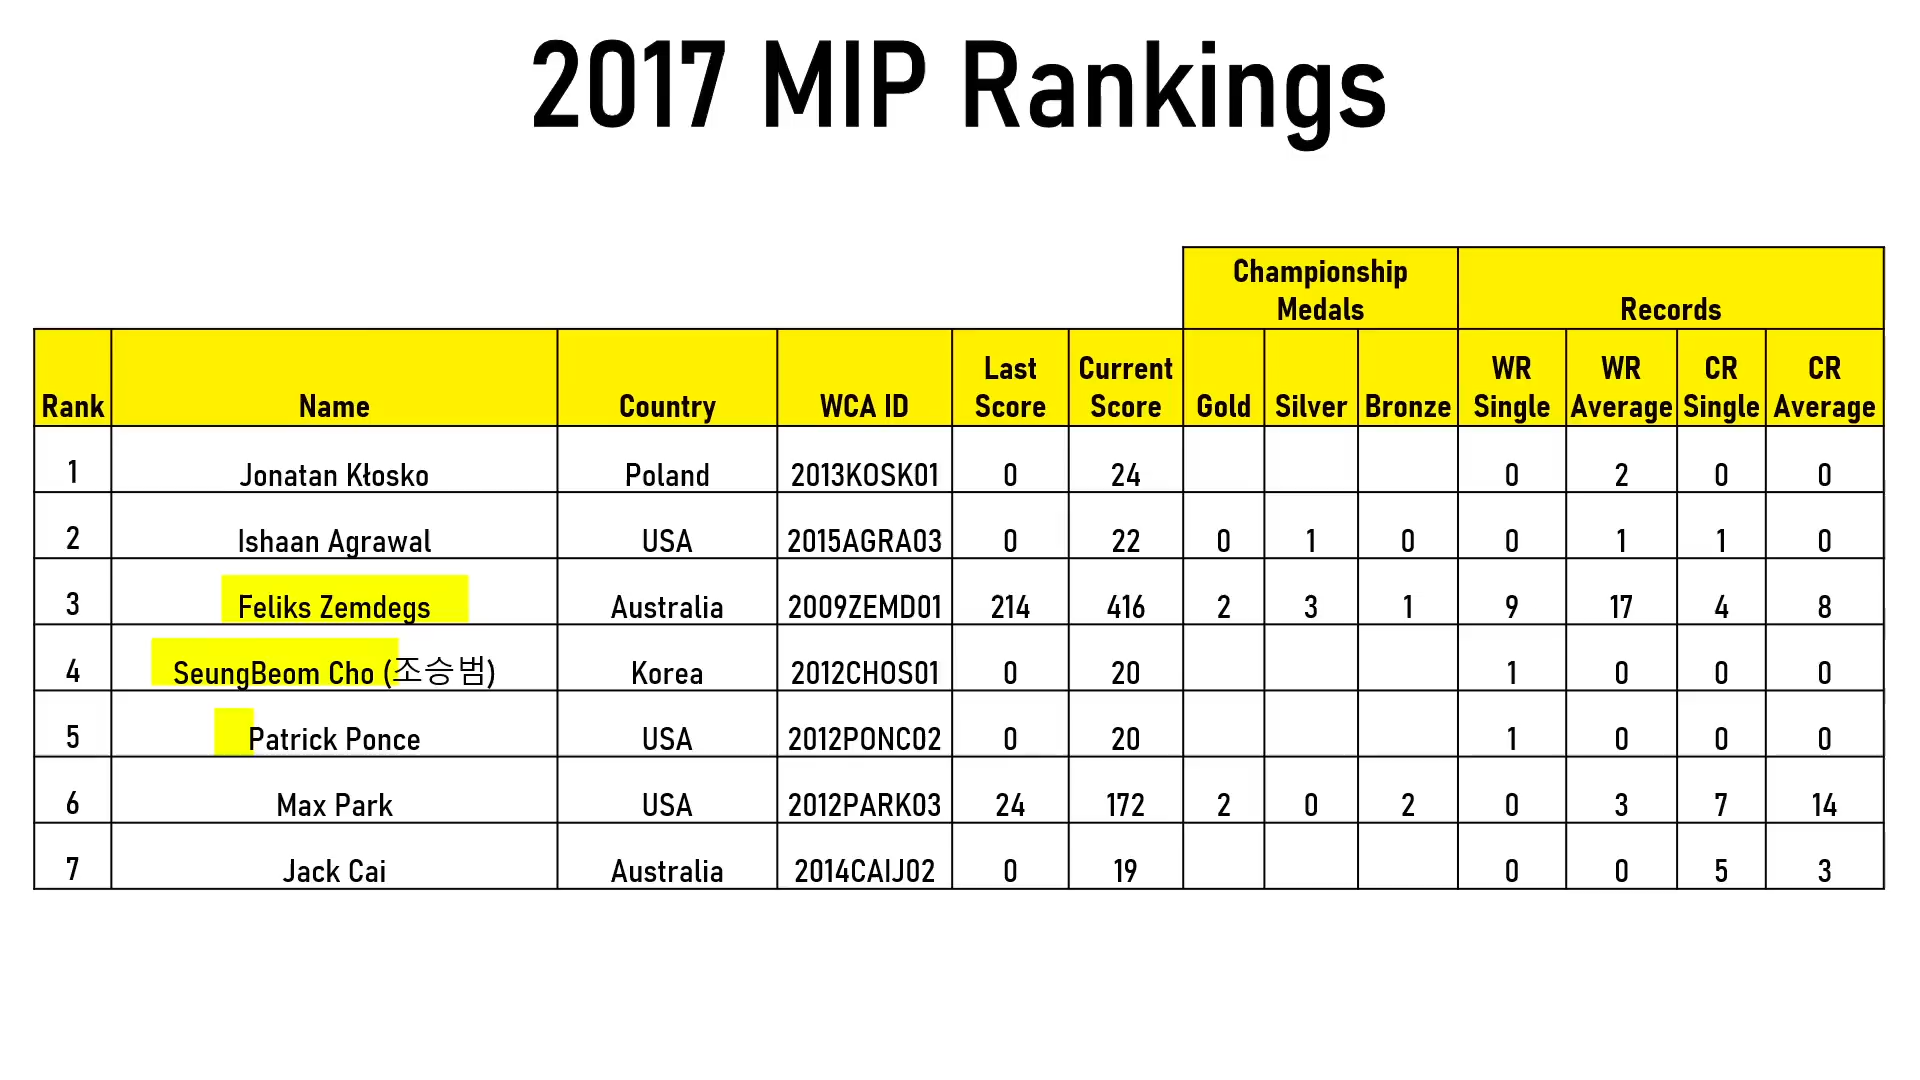 2017 MIP Rankings
Championship Medals Records
Rank Name Country WCA ID Last Score Current Score Gold Silver Bronze WR Single WR Average CR Single CR Average
1 Jonatan Kłosko Poland 2013KOSK01 0 24 0 2 0 0
2 Ishaan Agrawal USA 2015AGRA03 0 22 0 1 0 0 1 1 0
3 Feliks Zemdegs Australia 2009ZEMD01 214 416 2 3 1 9 17 4 8
4 SeungBeom Cho (조승범) Korea 2012CHOS01 0 20 1 0 0 0
5 Patrick Ponce USA 2012PONC02 0 20 1 0 0 0
6 Max Park USA 2012PARK03 24 172 2 0 2 0 3 7 14
7 Jack Cai Australia 2014CAIJ02 0 19 0 0 5 3